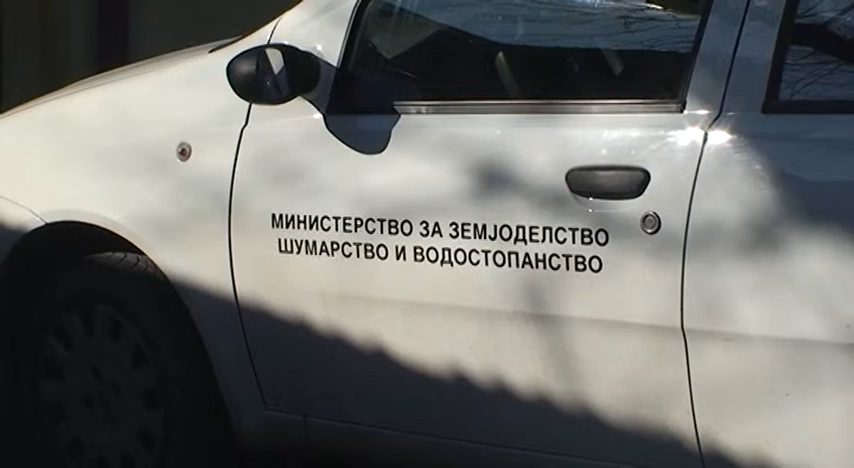 МИНИСТЕРСТВО ЗА ЗЕМЈОДЕЛСТВО
ШУМАРСТВО И ВОДОСТОПАНСТВО